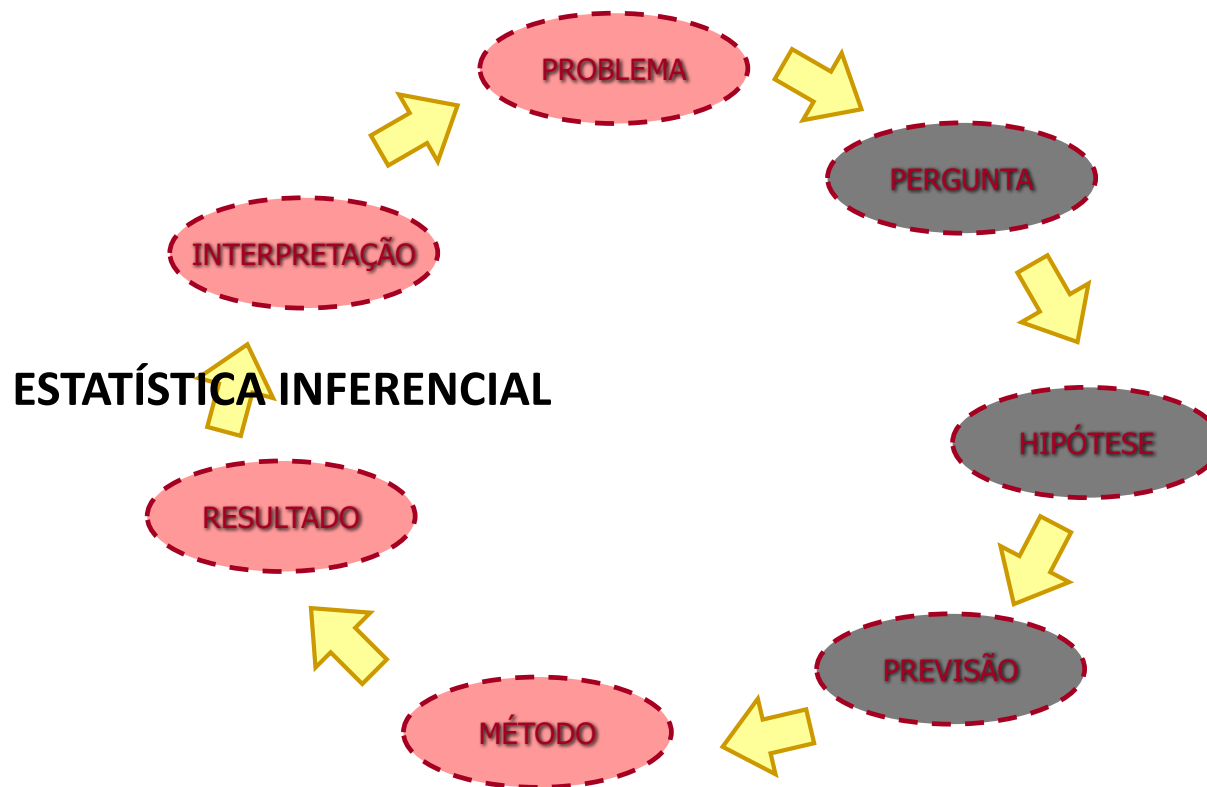 PROBLEMA
PERGUNTA
INTERPRETAÇÃO
ESTATÍSTICA INFERENCIAL
HIPÓTESE
RESULTADO
PREVISÃO
MÉTODO